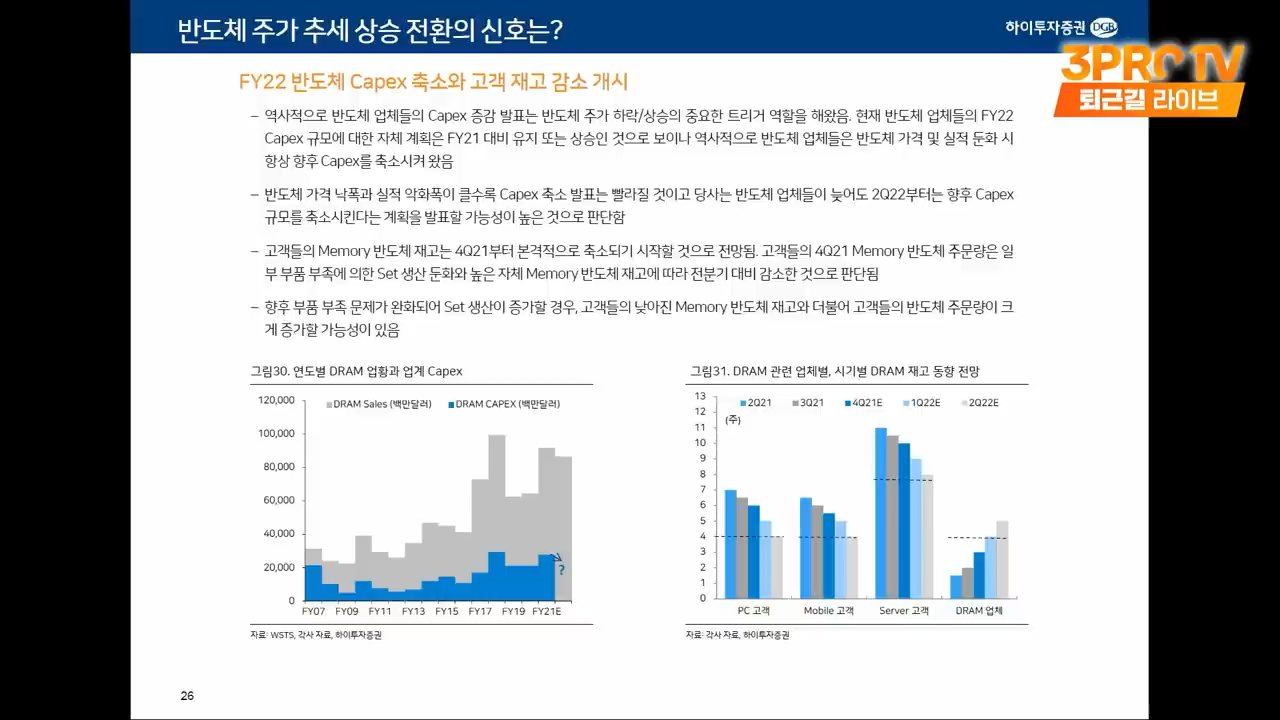 반도체 주가 추세 상승 전환의 신호는?
하이투자증권 DGB
3PRO TV
퇴근길 라이브
FY22 반도체 Capex 축소와 고객 재고 감소 개시
– 역사적으로 반도체 업체들의 Capex 증감 발표는 반도체 주가 하락/상승의 중요한 트리거 역할을 해왔음. 현재 반도체 업체들의 FY22
Capex 규모에 대한 자체 계획은 FY21 대비 유지 또는 상승인 것으로 보이나 역사적으로 반도체 업체들은 반도체 가격 및 실적 둔화 시
항상 향후 Capex를 축소시켜 왔음
– 반도체 가격 낙폭과 실적 악화폭이 클수록 Capex 축소 발표는 빨라질 것이고 당사는 반도체 업체들이 늦어도 2Q22부터는 향후 Capex
규모를 축소시킨다는 계획을 발표할 가능성이 높은 것으로 판단함
– 고객들의 Memory 반도체 재고는 4Q21부터 본격적으로 축소되기 시작할 것으로 전망됨. 고객들의 4Q21 Memory 반도체 주문량은 일
부 부품 부족에 의한 Set 생산 둔화와 높은 자체 Memory 반도체 재고에 따라 전분기 대비 감소한 것으로 판단됨
– 향후 부품 부족 문제가 완화되어 Set 생산이 증가할 경우, 고객들의 낮아진 Memory 반도체 재고와 더불어 고객들의 반도체 주문량이 크
게 증가할 가능성이 있음
그림30. 연도별 DRAM 업황과 업계 Capex
DRAM Sales (백만달러) DRAM CAPEX (백만달러)
120,000
100,000
80,000
60,000
40,000
20,000
0
?
FY07 FY09 FY11 FY13 FY15 FY17 FY19 FY21E
자료: WSTS, 각사 자료, 하이투자증권
그림31. DRAM 관련 업체별, 시기별 DRAM 재고 동향 전망
2Q21 3Q21 4Q21E 1Q22E 2Q22E
(주)
13
12
11
10
9
8
7
6
5
4
3
2
1
0
PC 고객 Mobile 고객 Server 고객 DRAM 업체
자료: 각사 자료, 하이투자증권
26